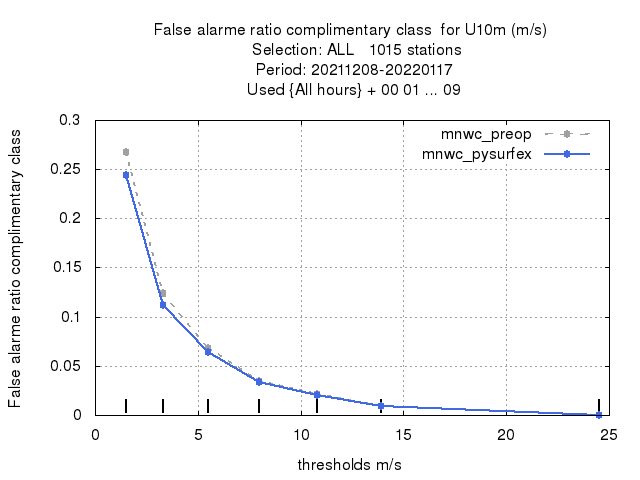 False alarme ratio complimentary class  for U10m (m/s)
Selection: ALL   1015 stations
Period: 20211208-20220117
Used {All hours} + 00 01 ... 09
mnwc_preop
mnwc_pysurfex
False alarme ratio complimentary class
0.3
0.25
0.2
0.15
0.1
0.05
0
0 5 10 15 20 25
thresholds m/s